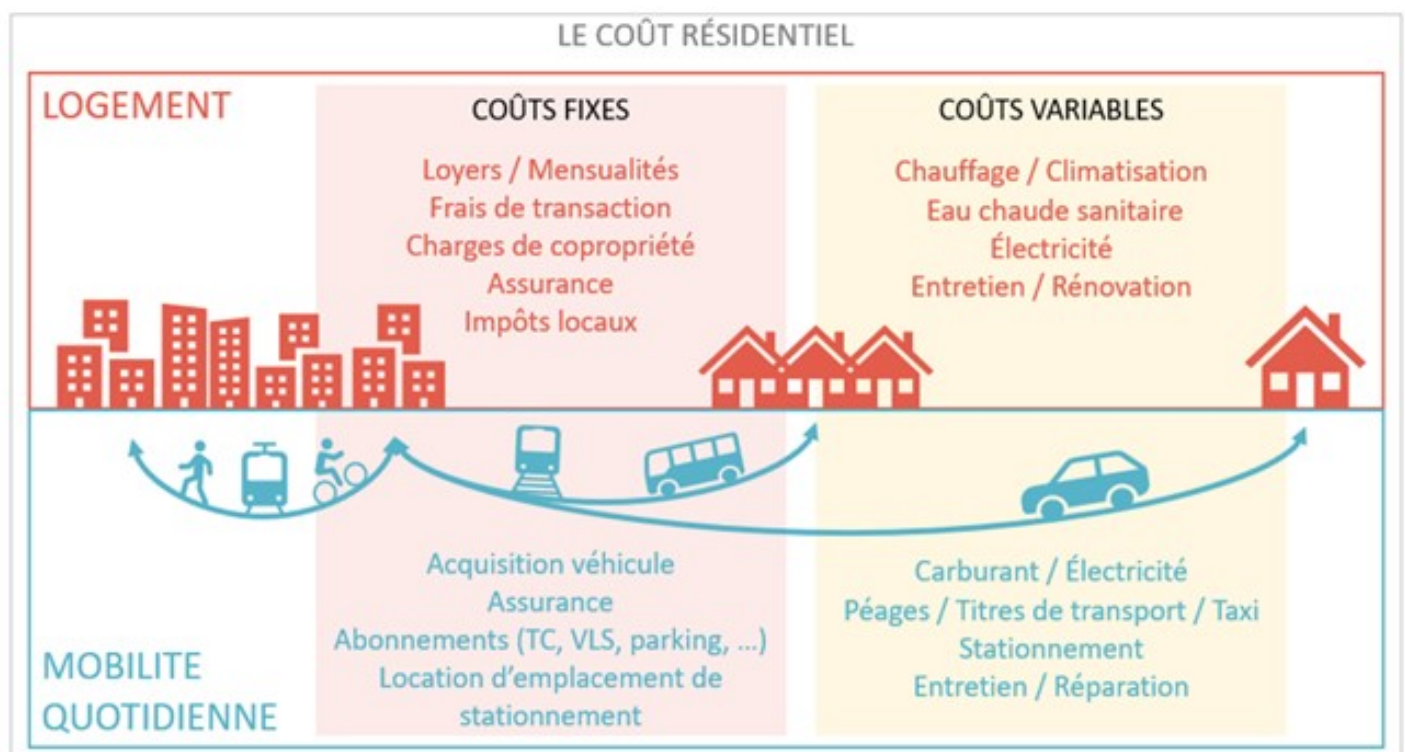 LE COÛT RÉSIDENTIEL
LOGEMENT
COÛTS FIXES
Loyers / Mensualités
Frais de transaction
Charges de copropriété
Assurance
Impôts locaux
COÛTS VARIABLES
Chauffage / Climatisation
Eau chaude sanitaire
Électricité
Entretien / Rénovation
MOBILITE
QUOTIDIENNE
Acquisition véhicule
Assurance
Abonnements (TC, VLS, parking, ...)
Location d'emplacement de
stationnement
Carburant / Électricité
Péages / Titres de transport / Taxi
Stationnement
Entretien / Réparation